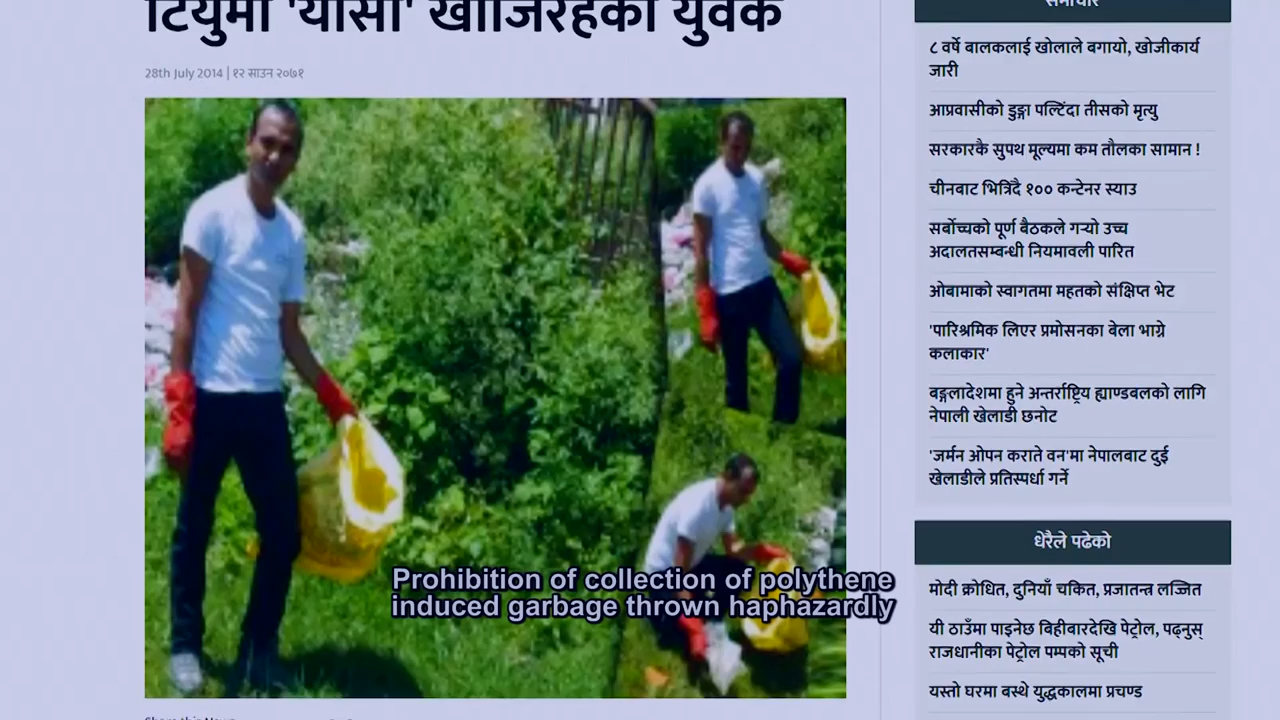 टियुमा 'यार्सा' खोजिरहेका युवक
28th July 2014 | १२ साउन २०७१
Prohibition of collection of polythene
induced garbage thrown haphazardly
समाचार
८ वर्षे बालकलाई खोलाले बगायो, खोजीकार्य
जारी
आप्रवासीको डुङ्गा पल्टिंदा तीसको मृत्यु
सरकारकै सुपथ मूल्यमा कम तौलका सामान !
चीनबाट भित्रिँदै १०० कन्टेनर स्याउ
सर्बोच्चको पूर्ण बैठकले गऱ्यो उच्च
अदालतसम्बन्धी नियमावली पारित
ओबामाको स्वागतमा महतको संक्षिप्त भेट
'पारिश्रमिक लिएर प्रमोसनका बेला भाग्ने
कलाकार'
बङ्गलादेशमा हुने अन्तर्राष्ट्रिय ह्याण्डबलको लागि
नेपाली खेलाडी छनोट
'जर्मन ओपन कराते वन'मा नेपालबाट दुई
खेलाडीले प्रतिस्पर्धा गर्ने
धेरैले पढेको
मोदी क्रोधित, दुनियाँ चकित, प्रजातन्त्र लज्जित
यी ठाउँमा पाइनेछ बिहीबारदेखि पेट्रोल, पढ्नुस्
राजधानीका पेट्रोल पम्पको सूची
यस्तो घरमा बस्थे युद्धकालमा प्रचण्ड